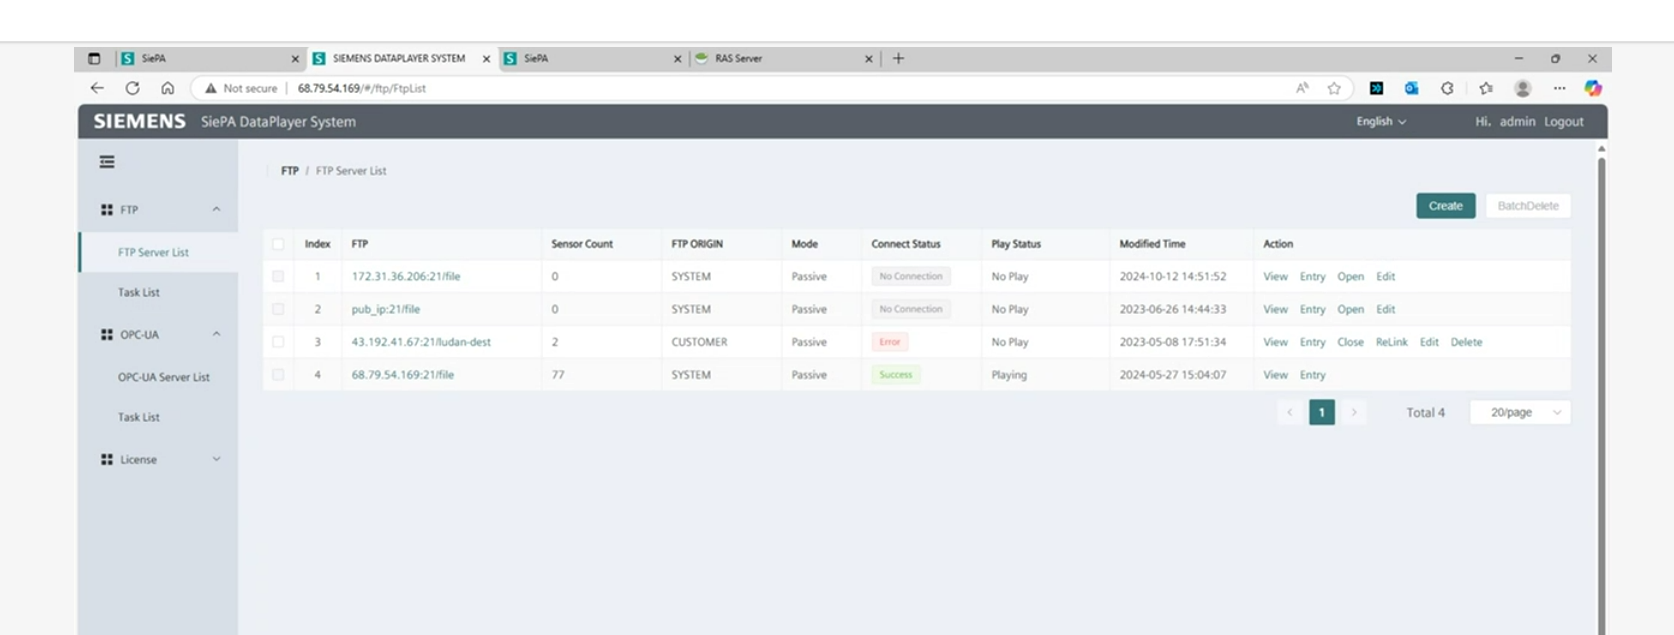 SiePA SIEMENS DATAPLAYER SYSTEM SiePA RAS Server
Not secure 68.79.54.169/#/ftp/FtpList
SIEMENS SiePA DataPlayer System English Hi, admin Logout
FTP / FTP Server List
FTP
Create BatchDelete
Index FTP Sensor Count FTP ORIGIN Mode Connect Status Play Status Modified Time Action
FTP Server List
1 172.31.36.206:21/file 0 SYSTEM Passive No Connection No Play 2024-10-12 14:51:52 View Entry Open Edit
Task List
2 pub_ip:21/file 0 SYSTEM Passive No Connection No Play 2023-06-26 14:44:33 View Entry Open Edit
OPC-UA
3 43.192.41.67:21/ludan-dest 2 CUSTOMER Passive Error No Play 2023-05-08 17:51:34 View Entry Close ReLink Edit Delete
OPC-UA Server List
4 68.79.54.169:21/file 77 SYSTEM Passive Success Playing 2024-05-27 15:04:07 View Entry
Task List
< 1 > Total 4 20/page
License